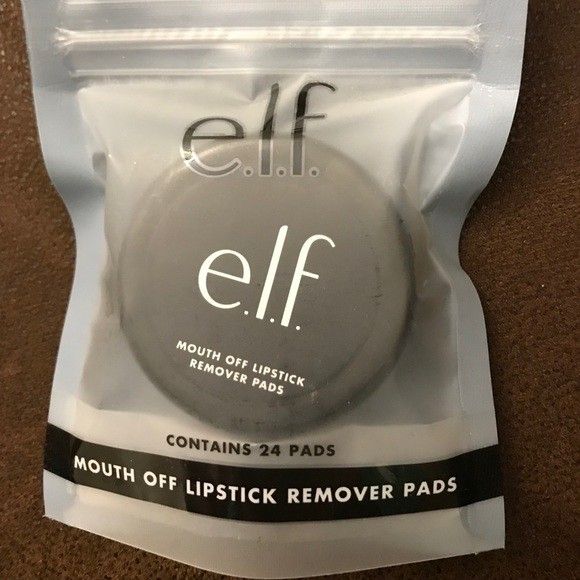 e.l.f.
e.l.f.
MOUTH OFF LIPSTICK
REMOVER PADS
CONTAINS 24 PADS
MOUTH OFF LIPSTICK REMOVER PADS